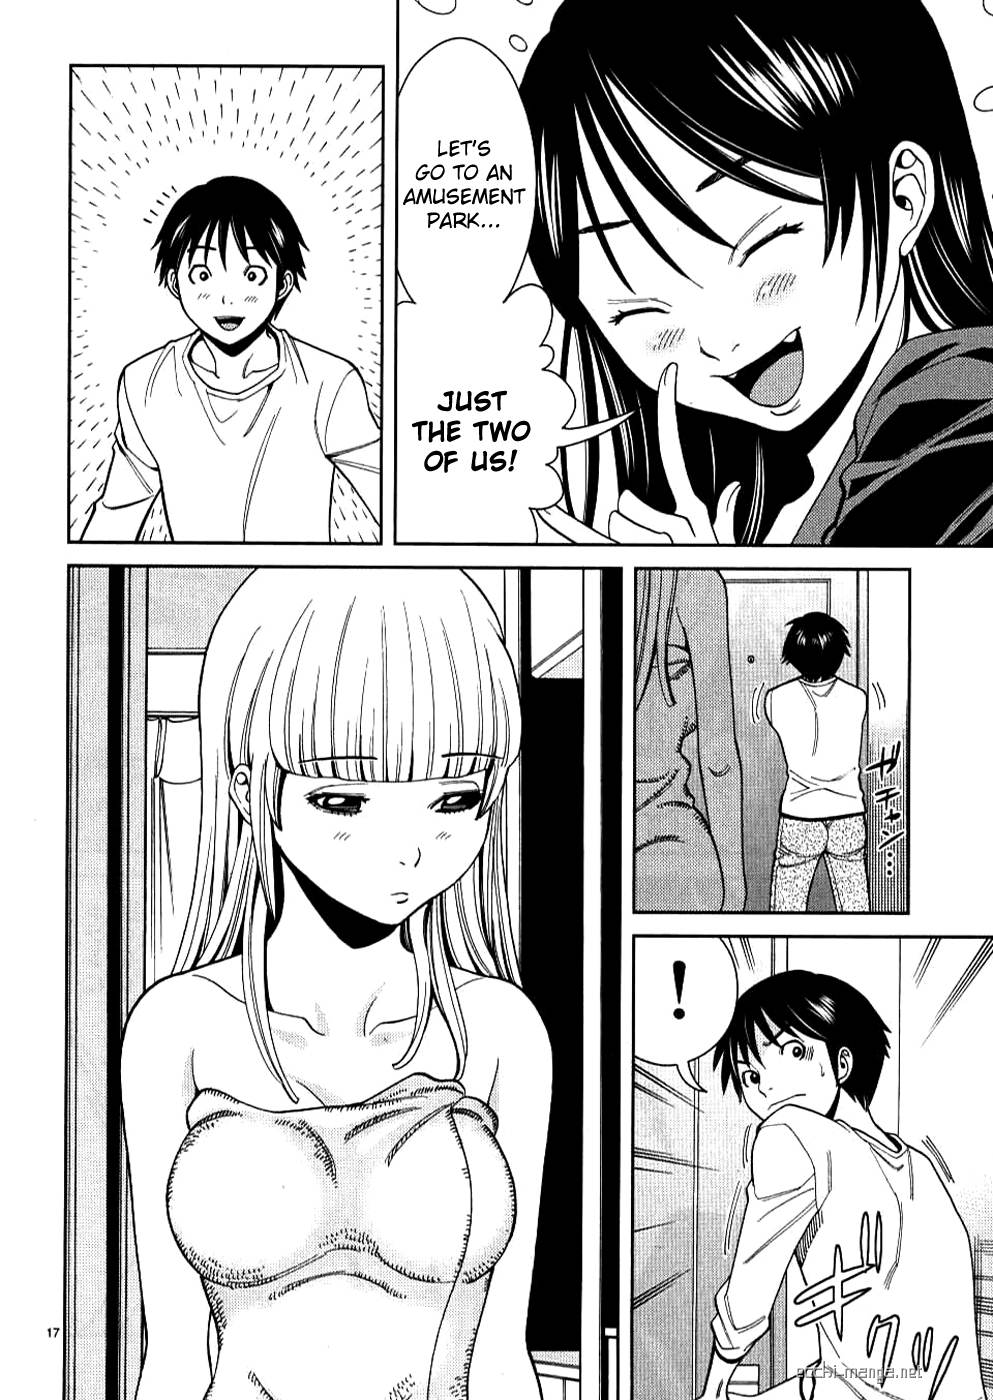 LET'S
GO TO AN
AMUSEMENT
PARK...
JUST
THE TWO
OF US!
ガチャン…
!
ギクッ
17
ecchi-manga.net